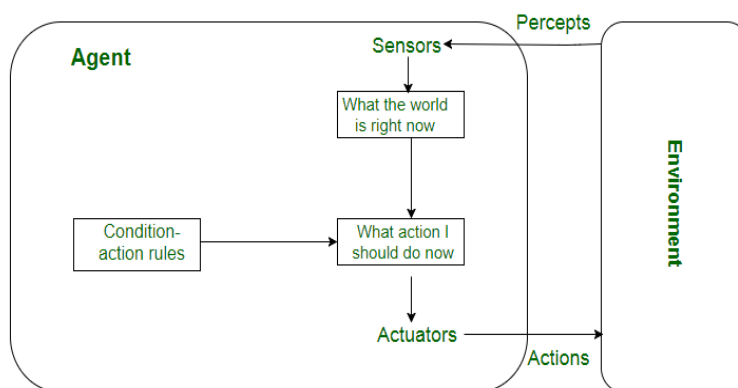 Percepts
Sensors
Agent
What the world
is right now
Environment
Condition-
action rules
What action I
should do now
Actuators
Actions